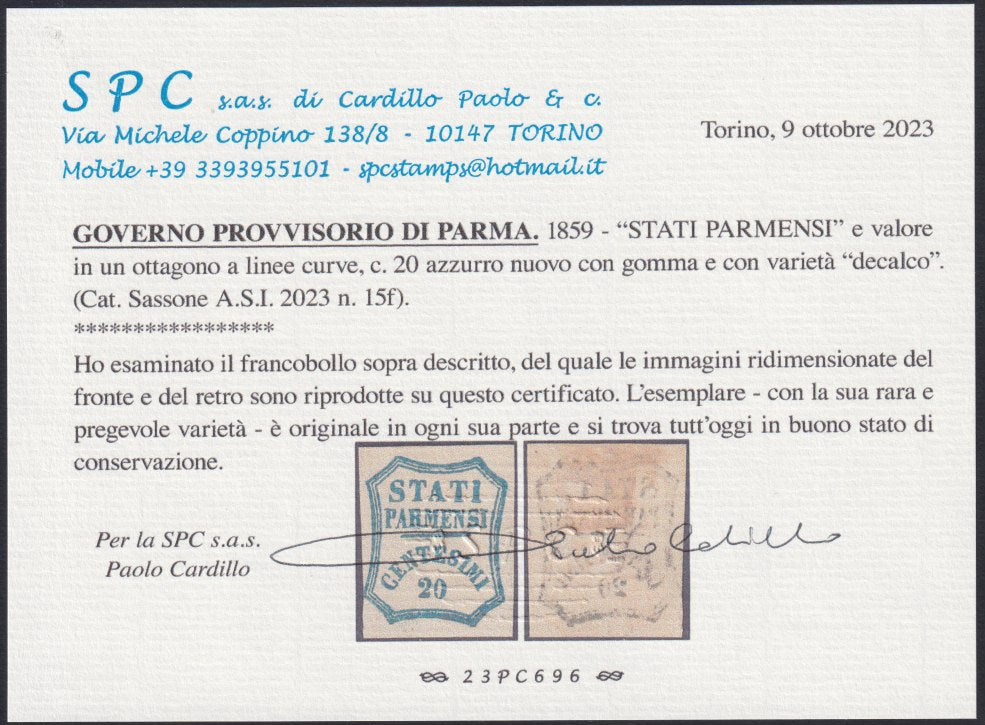 SPC s.a.s. di Cardillo Paolo & c.
Via Michele Coppino 138/8 - 10147 TORINO
Mobile +39 3393955101 - spcstamps@hotmail.it
Torino, 9 ottobre 2023
GOVERNO PROVVISORIO DI PARMA. 1859 - “STATI PARMENSI” e valore
in un ottagono a linee curve, c. 20 azzurro nuovo con gomma e con varietà “decalco”.
(Cat. Sassone A.S.I. 2023 n. 15f).
*****************
Ho esaminato il francobollo sopra descritto, del quale le immagini ridimensionate del
fronte e del retro sono riprodotte su questo certificato. L’esemplare - con la sua rara e
pregevole varietà - è originale in ogni sua parte e si trova tutt’oggi in buono stato di
conservazione.
STATI
PARMENSI
CENTESIMI
20
20
Per la SPC s.a.s.
Paolo Cardillo
23PC696